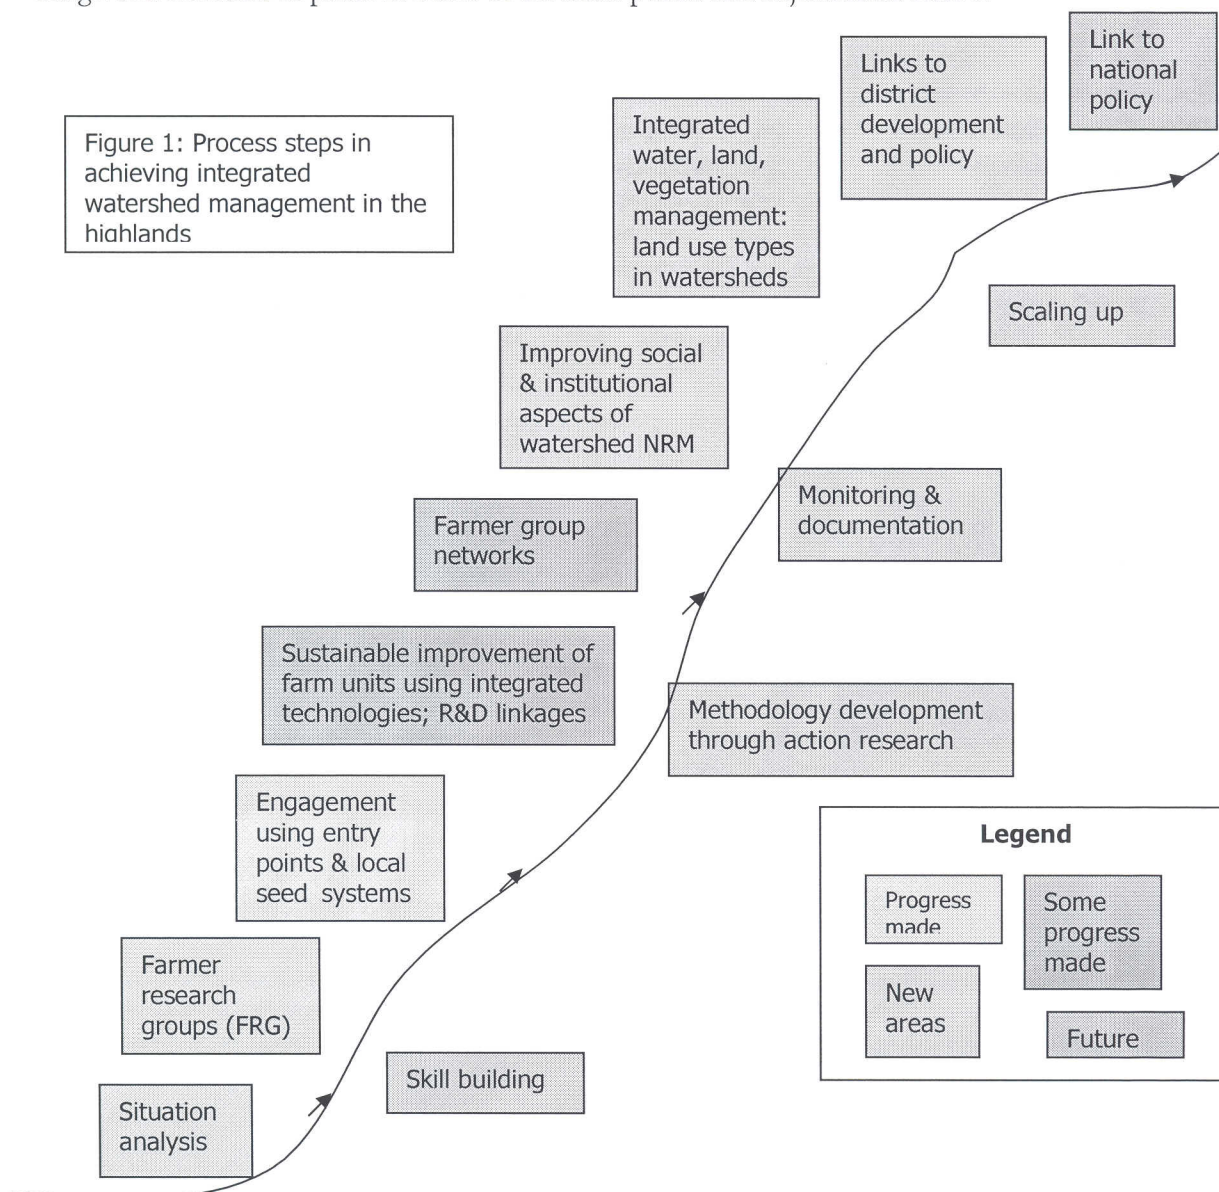 Figure 1: Process steps in
achieving integrated
watershed management in the
highlands
Link to
national
policy
Links to
district
development
and policy
Integrated
water, land,
vegetation
management:
land use types
in watersheds
Scaling up
Improving social
& institutional
aspects of
watershed NRM
Monitoring &
documentation
Farmer group
networks
Sustainable improvement of
farm units using integrated
technologies; R&D linkages
Methodology development
through action research
Engagement
using entry
points & local
seed systems
Farmer
research
groups (FRG)
Skill building
Situation
analysis
Legend
Progress
made
Some
progress
made
New
areas
Future